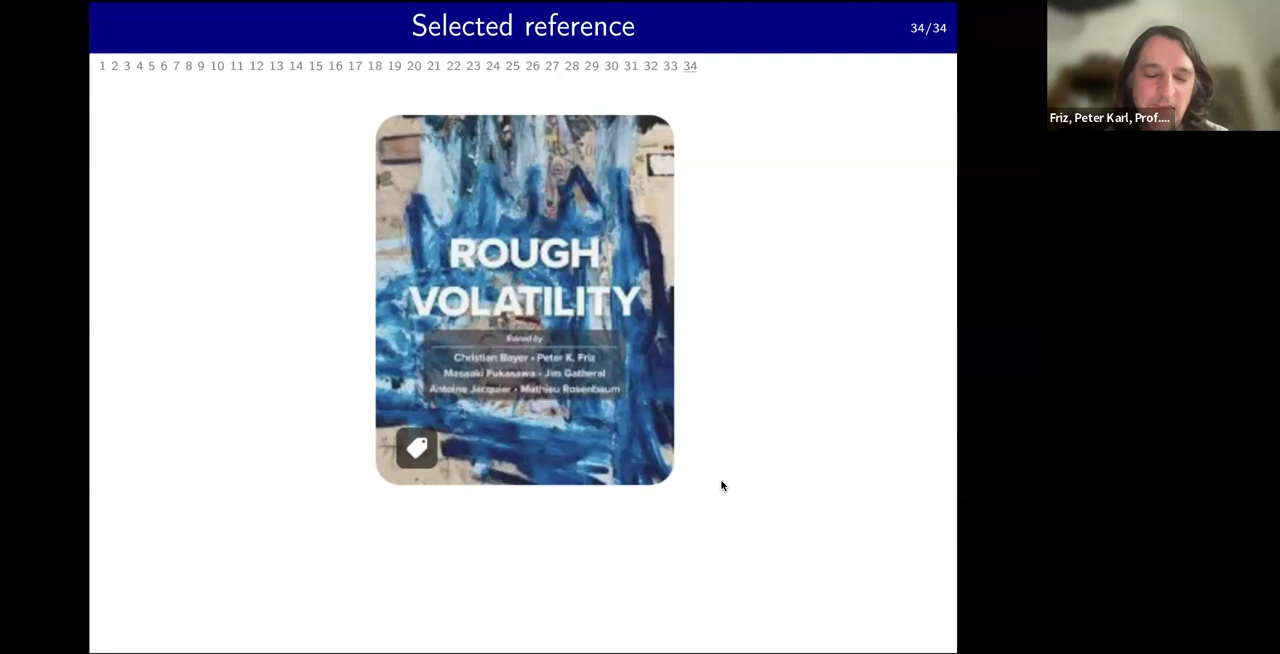 Selected reference
34/34
1 2 3 4 5 6 7 8 9 10 11 12 13 14 15 16 17 18 19 20 21 22 23 24 25 26 27 28 29 30 31 32 33 34
ROUGH
VOLATILITY
Edited by
Christian Bayer • Peter K. Friz
Masaaki Fukasawa • Jim Gatheral
Antoine Jacquier • Mathieu Rosenbaum
Friz, Peter Karl, Prof....